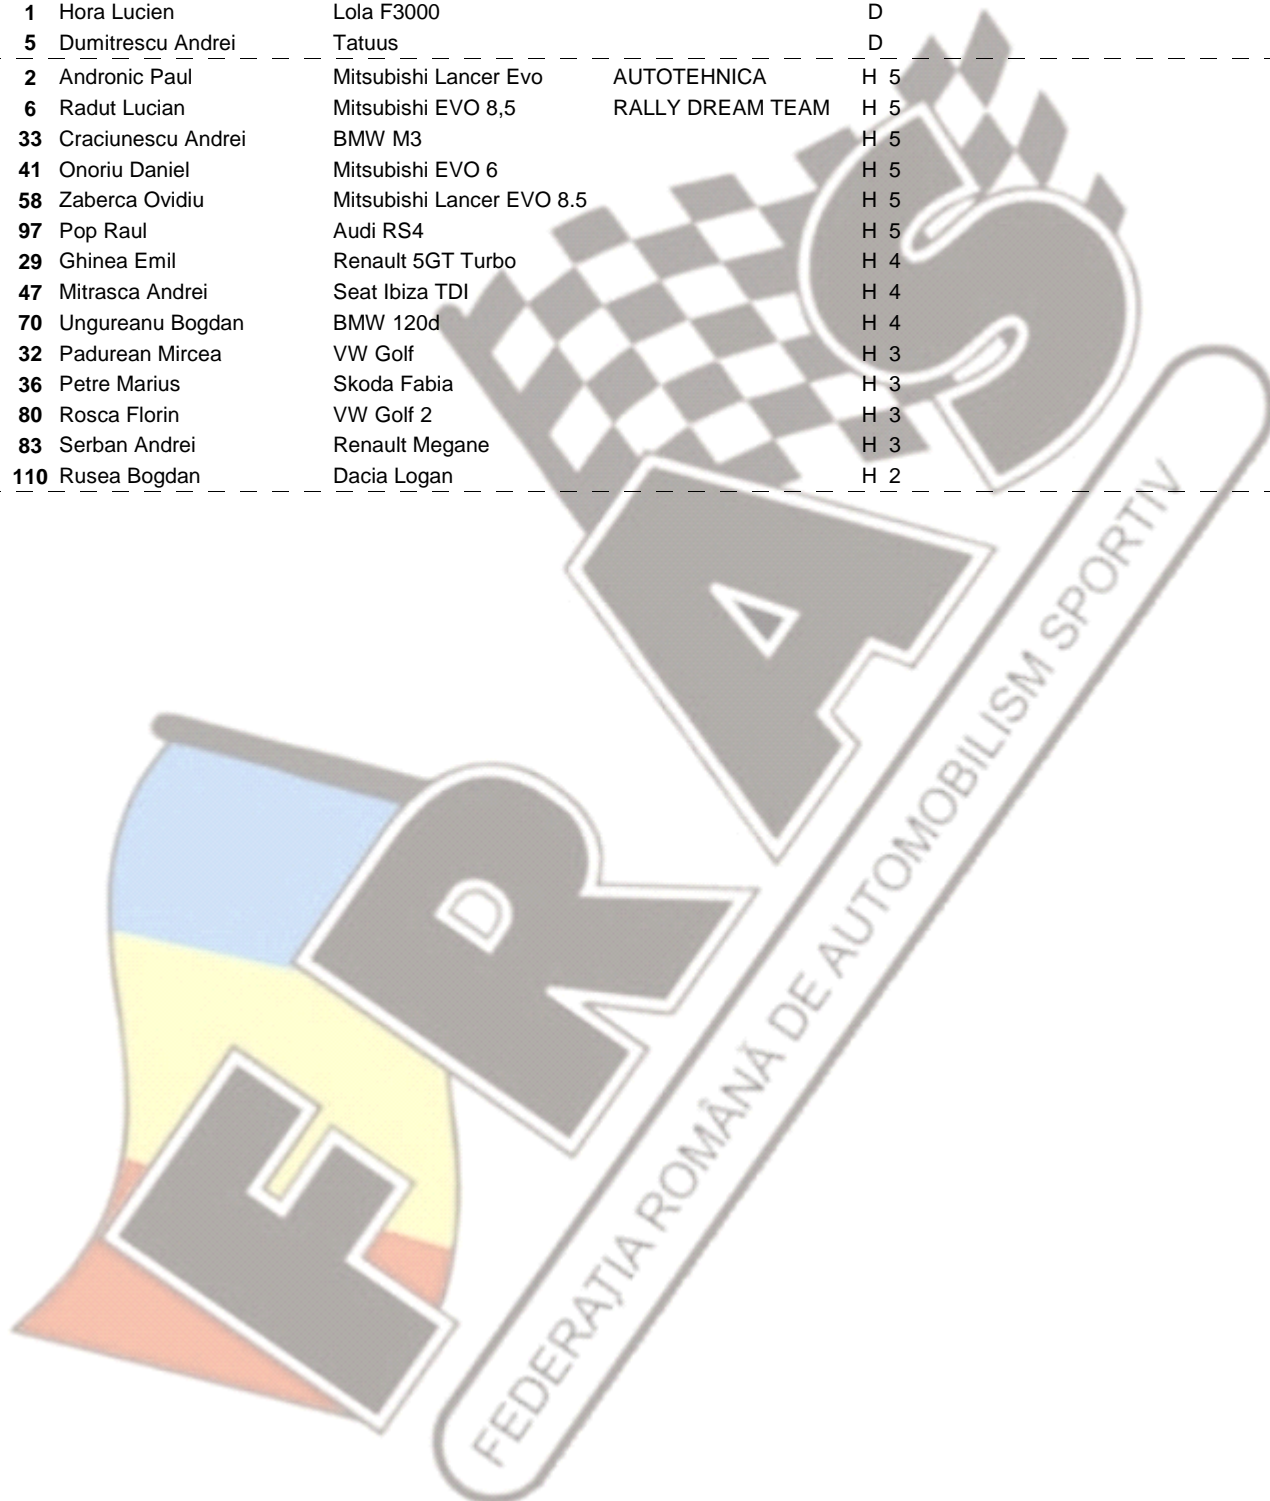 1 Hora Lucien Lola F3000 D
5 Dumitrescu Andrei Tatuus D
2 Andronic Paul Mitsubishi Lancer Evo AUTOTEHNICA H 5
6 Radut Lucian Mitsubishi EVO 8,5 RALLY DREAM TEAM H 5
33 Craciunescu Andrei BMW M3 H 5
41 Onoriu Daniel Mitsubishi EVO 6 H 5
58 Zaberca Ovidiu Mitsubishi Lancer EVO 8.5 H 5
97 Pop Raul Audi RS4 H 5
29 Ghinea Emil Renault 5GT Turbo H 4
47 Mitrasca Andrei Seat Ibiza TDI H 4
70 Ungureanu Bogdan BMW 120d H 4
32 Padurean Mircea VW Golf H 3
36 Petre Marius Skoda Fabia H 3
80 Rosca Florin VW Golf 2 H 3
83 Serban Andrei Renault Megane H 3
110 Rusea Bogdan Dacia Logan H 2
FRAS
FEDERAȚIA ROMÂNĂ DE AUTOMOBILISM SPORTIV